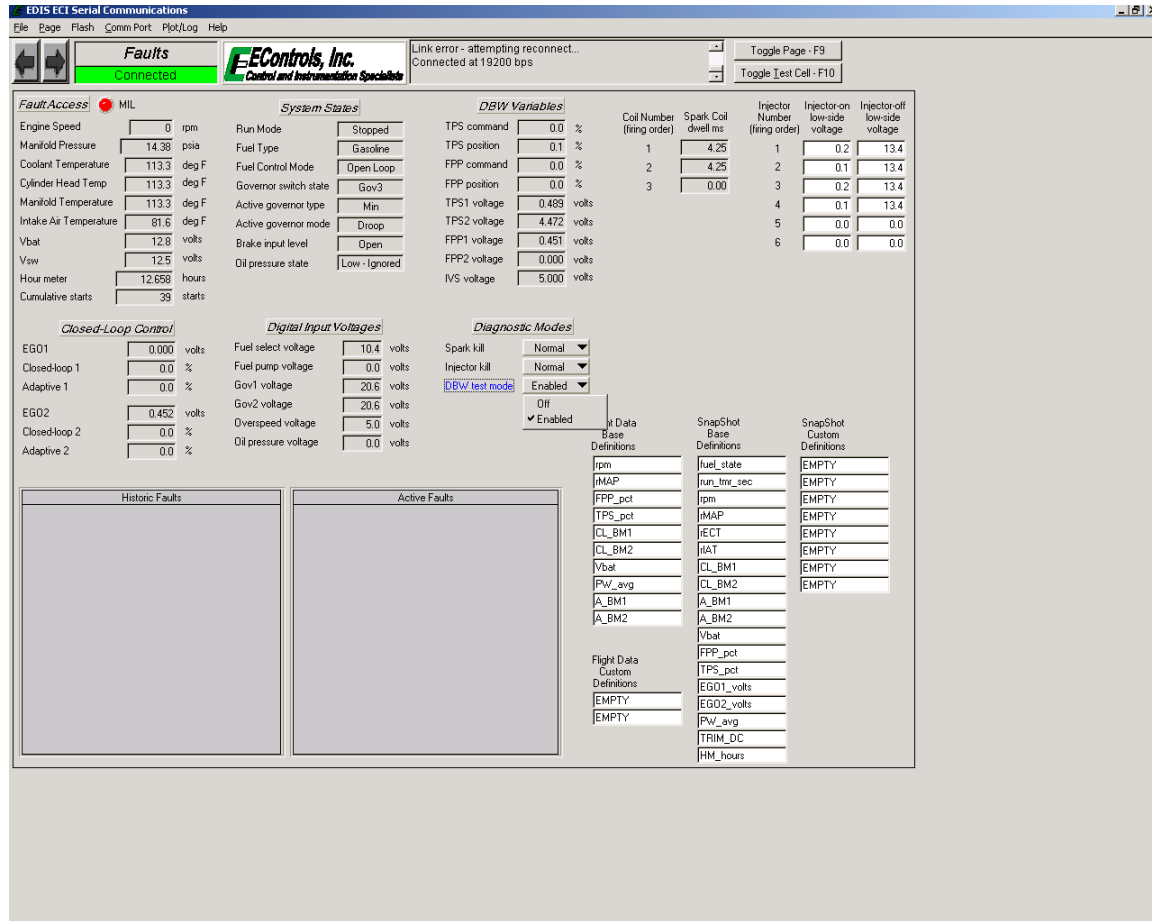 EDIS ECI Serial Communications
File Page Flash Comm Port Plot/Log Help
Faults
Connected
EControls, Inc.
Control and Instrumentation Specialists
Link error - attempting reconnect...
Connected at 19200 bps
Toggle Page - F9
Toggle Test Cell - F10
Fault Access MIL
Engine Speed 0 rpm
Manifold Pressure 14.38 psia
Coolant Temperature 113.3 deg F
Cylinder Head Temp 113.3 deg F
Manifold Temperature 113.3 deg F
Intake Air Temperature 81.6 deg F
Vbat 12.8 volts
Vsw 12.5 volts
Hour meter 12.658 hours
Cumulative starts 39 starts
System States
Run Mode Stopped
Fuel Type Gasoline
Fuel Control Mode Open Loop
Governor switch state Gov3
Active governor type Min
Active governor mode Droop
Brake input level Open
Oil pressure state Low - Ignored
DBW Variables
TPS command 0.0 %
TPS position 0.1 %
FPP command 0.0 %
FPP position 0.0 %
TPS1 voltage 0.489 volts
TPS2 voltage 4.472 volts
FPP1 voltage 0.451 volts
FPP2 voltage 0.000 volts
IVS voltage 5.000 volts
Coil Number Spark Coil
(firing order) dwell ms
1 4.25
2 4.25
3 0.00
Injector Injector-on Injector-off
Number low-side low-side
(firing order) voltage voltage
1 0.2 13.4
2 0.1 13.4
3 0.2 13.4
4 0.1 13.4
5 0.0 0.0
6 0.0 0.0
Closed-Loop Control
EGO1 0.000 volts
Closed-loop 1 0.0 %
Adaptive 1 0.0 %
EGO2 0.452 volts
Closed-loop 2 0.0 %
Adaptive 2 0.0 %
Digital Input Voltages
Fuel select voltage 10.4 volts
Fuel pump voltage 0.0 volts
Gov1 voltage 20.6 volts
Gov2 voltage 20.6 volts
Overspeed voltage 5.0 volts
Oil pressure voltage 0.0 volts
Diagnostic Modes
Spark kill Normal
Injector kill Normal
DBW test mode Enabled
Off
Enabled
ht Data
Base
Definitions
rpm
rMAP
FPP_pct
TPS_pct
CL_BM1
CL_BM2
Vbat
PW_avg
A_BM1
A_BM2
Flight Data
Custom
Definitions
EMPTY
EMPTY
SnapShot
Base
Definitions
fuel_state
run_tmr_sec
rpm
rMAP
rECT
rIAT
CL_BM1
CL_BM2
A_BM1
A_BM2
Vbat
FPP_pct
TPS_pct
EGO1_volts
EGO2_volts
PW_avg
TRIM_DC
HM_hours
SnapShot
Custom
Definitions
EMPTY
EMPTY
EMPTY
EMPTY
EMPTY
EMPTY
EMPTY
EMPTY
Historic Faults
Active Faults